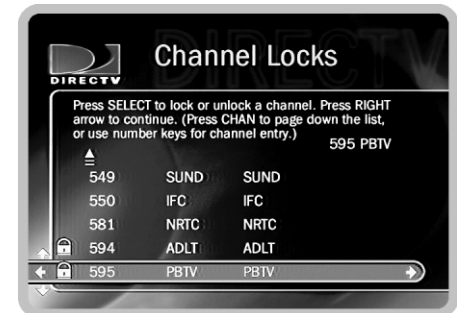 DIRECTV
Channel Locks
DIRECTV
Press SELECT to lock or unlock a channel. Press RIGHT
arrow to continue. (Press CHAN to page down the list,
or use number keys for channel entry.)
595 PBTV
549 SUND SUND
550 IFC IFC
581 NRTC NRTC
594 ADLT ADLT
595 PBTV PBTV